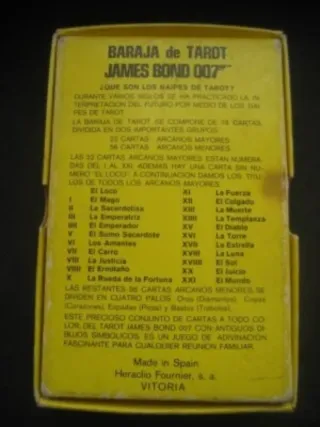 BARAJA de TAROT
JAMES BOND 007
¿QUE SON LOS NAIPES DE TAROT?
DURANTE VARIOS SIGLOS SE HA PRACTICADO LA IN-
TERPRETACION DEL FUTURO POR MEDIO DE LOS NAI-
PES DE TAROT
LA BARAJA DE TAROT SE COMPONE DE 78 CARTAS,
DIVIDIDA EN DOS IMPORTANTES GRUPOS:
22 CARTAS ARCANOS MAYORES
56 CARTAS ARCANOS MENORES
LAS 22 CARTAS ARCANOS MAYORES ESTAN NUMERA-
DAS DEL I AL XXI ADEMAS HAY UNA CARTA SIN NU-
MERO "EL LOCO" A CONTINUACION DAMOS LOS TITU-
LOS DE TODOS LOS ARCANOS MAYORES.
El Loco
I El Mago
II La Sacerdotisa
III La Emperatriz
IIII El Emperador
V El Sumo Sacerdote
VI Los Amantes
VII El Carro
VIII La Justicia
VIIII El Ermitaño
X La Rueda de la Fortuna
XI La Fuerza
XII El Colgado
XIII La Muerte
XIIII La Templanza
XV El Diablo
XVI La Torre
XVII La Estrella
XVIII La Luna
XVIIII El Sol
XX El Juicio
XXI El Mundo
LAS RESTANTES DE CARTAS ARCANOS MENORES, SE
DIVIDEN EN CUATRO PALOS: Oros (Diamantes), Copas
(Corazones), Espadas (Picas) y Bastos (Tréboles).
ESTE PRECIOSO CONJUNTO DE CARTAS A TODO CO-
LOR, DEL TAROT JAMES BOND 007 CON ANTIGUOS DI-
BUJOS SIMBOLICOS, ES UN JUEGO DE ADIVINACION
FASCINANTE PARA CUALQUIER REUNION FAMILIAR.
Made in Spain
Heraclio Fournier, s. a.
VITORIA